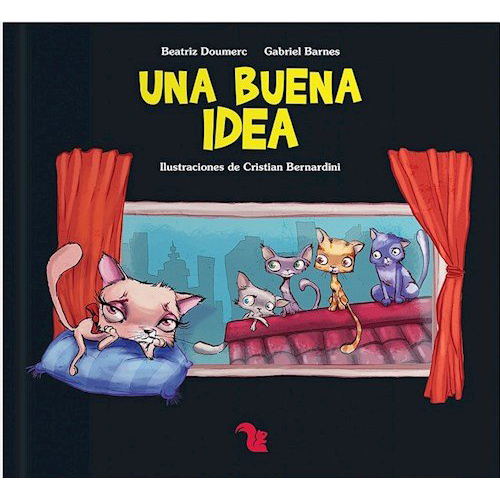 Beatriz Doumerc Gabriel Barnes
UNA BUENA
IDEA
Ilustraciones de Cristian Bernardini